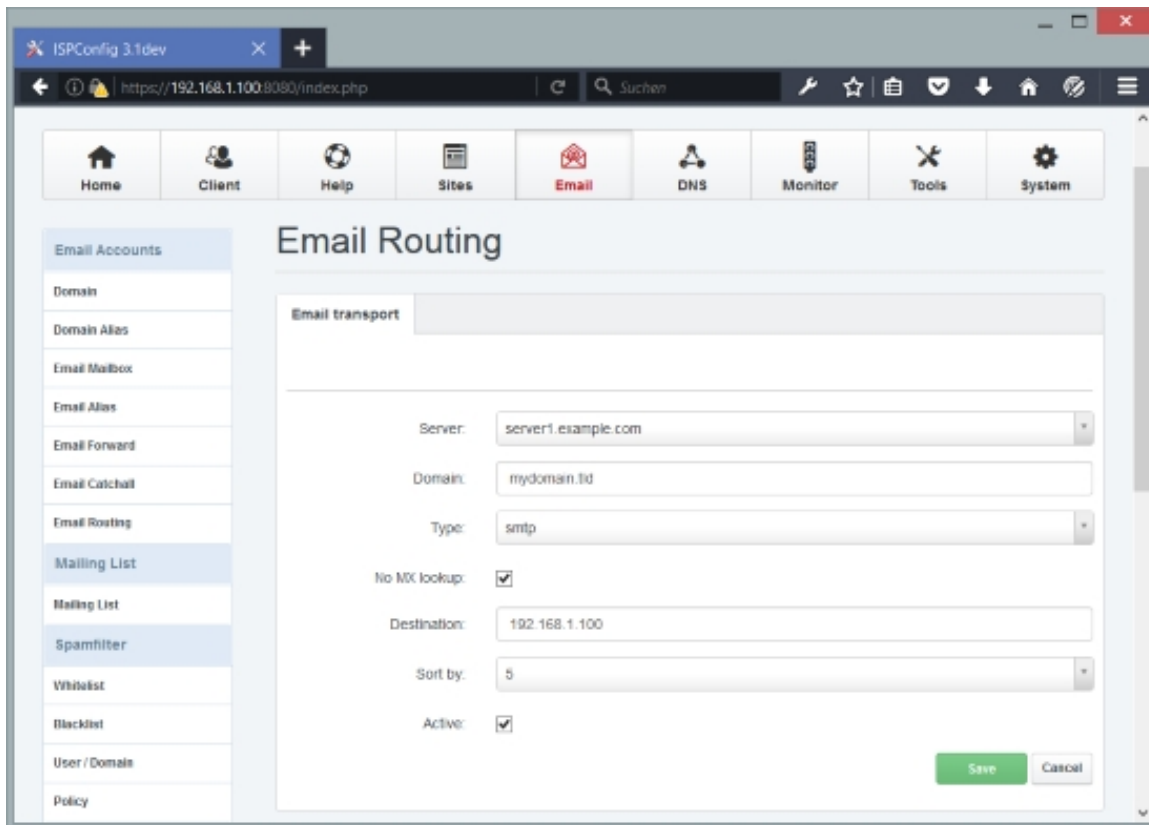 ISPConfig 3.1dev
https://192.168.1.100:8080/index.php
Suchen
Home Client Help Sites Email DNS Monitor Tools System
Email Accounts
Domain
Domain Alias
Email Mailbox
Email Alias
Email Forward
Email Catchall
Email Routing
Mailing List
Mailing List
Spamfilter
Whitelist
Blacklist
User / Domain
Policy
Email Routing
Email transport
Server: server1.example.com
Domain: mydomain.tld
Type: smtp
No MX lookup:
Destination: 192.168.1.100
Sort by: 5
Active:
Save Cancel